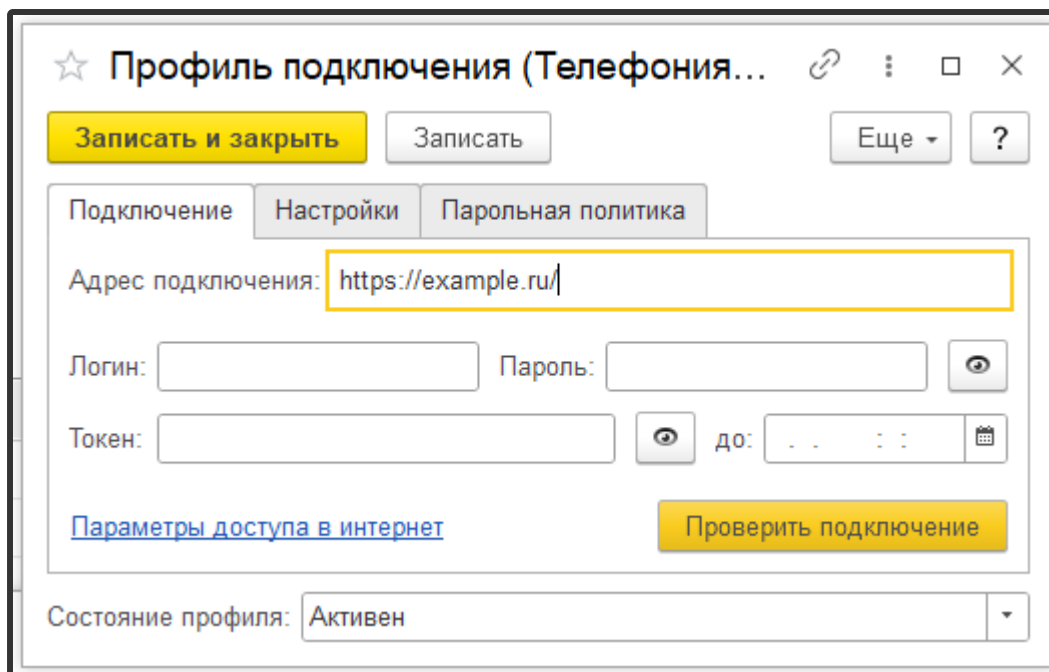 Профиль подключения (Телефония...
Записать и закрыть Записать Еще ?
Подключение Настройки Парольная политика
Адрес подключения: https://example.ru/
Логин: Пароль:
Токен: до: . . : :
Параметры доступа в интернет Проверить подключение
Состояние профиля: Активен